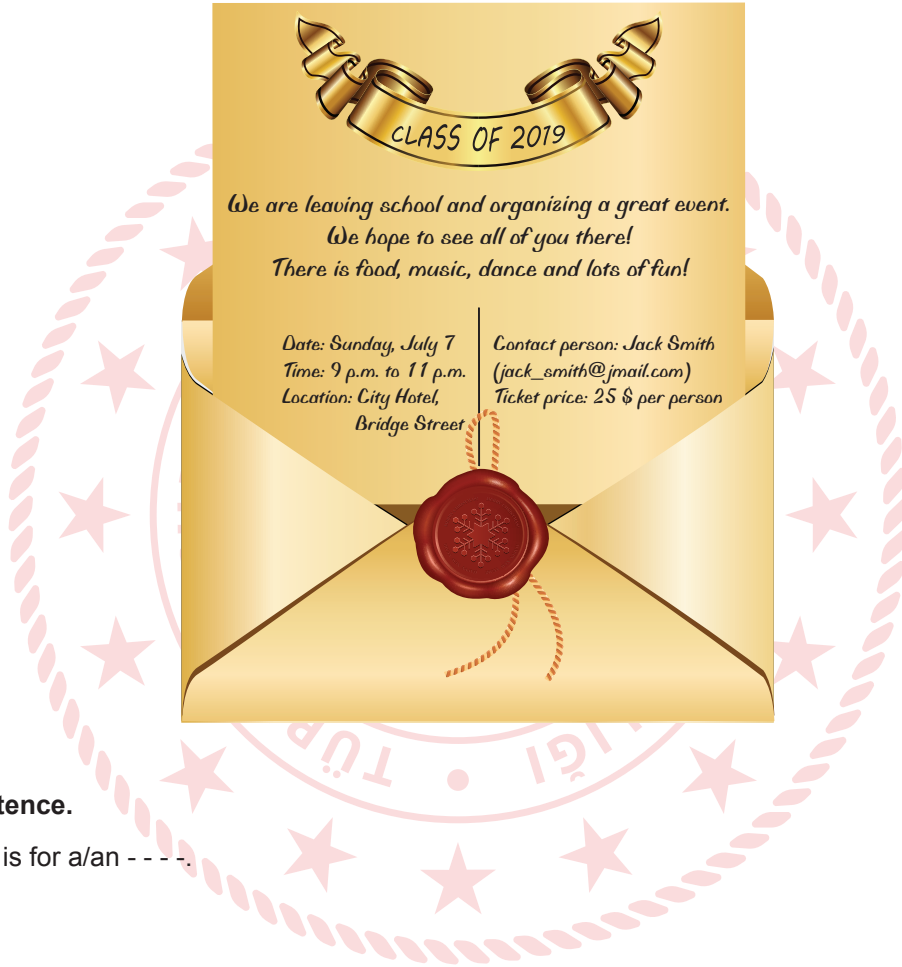 CLASS OF 2019
We are leaving school and organizing a great event.
We hope to see all of you there!
There is food, music, dance and lots of fun!
Date: Sunday, July 7
Time: 9 p.m. to 11 p.m.
Location: City Hotel,
Bridge Street
Contact person: Jack Smith
(jack_smith@jmail.com)
Ticket price: 25 $ per person
tence.
is for a/an - - - -.